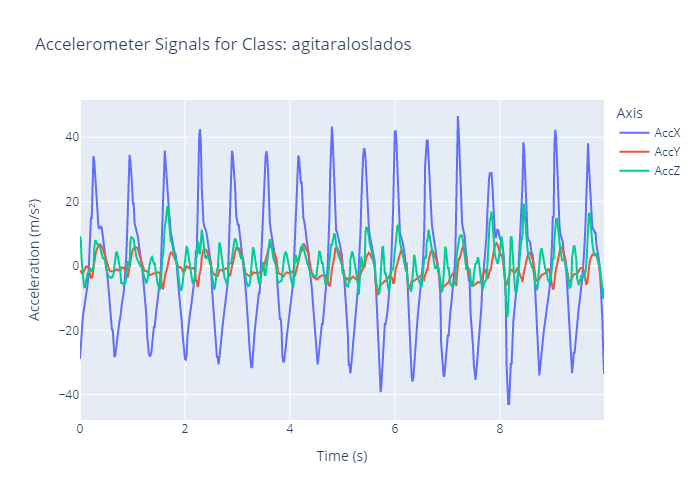 Accelerometer Signals for Class: agitaraloslados
Axis
AccX
AccY
AccZ
40
20
0
−20
−40
Acceleration (m/s²)
0 2 4 6 8
Time (s)